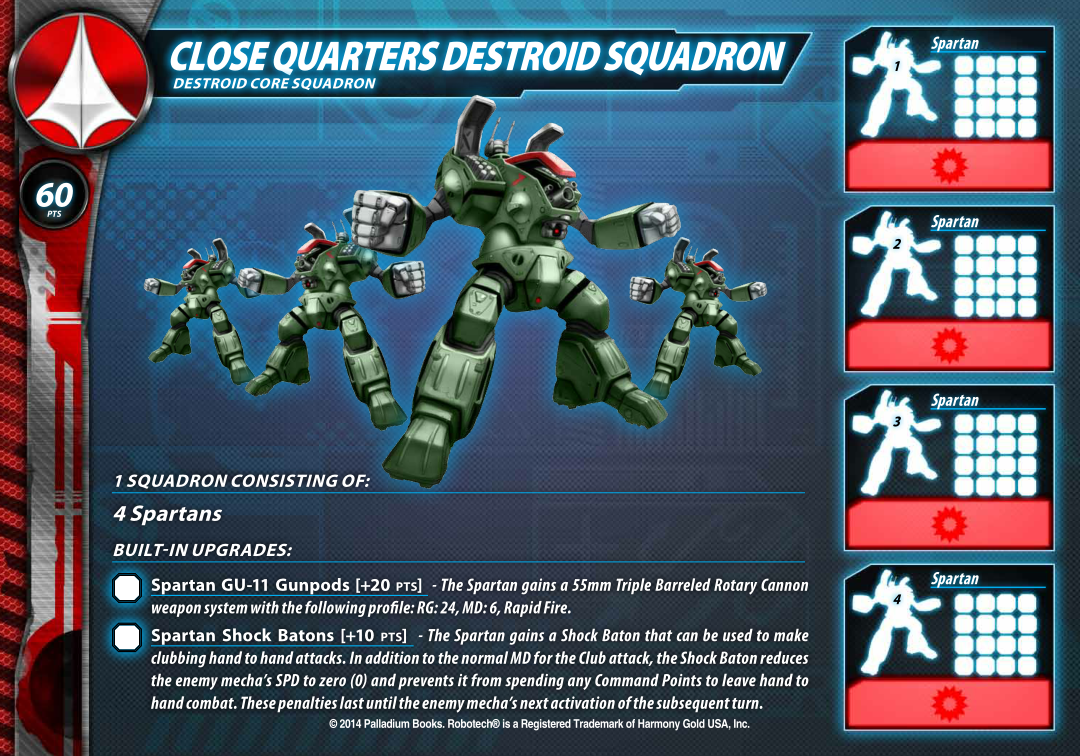 CLOSE QUARTERS DESTROID SQUADRON
DESTROID CORE SQUADRON
60
PTS
1 SQUADRON CONSISTING OF:
4 Spartans
BUILT-IN UPGRADES:
Spartan GU-11 Gunpods [+20 PTS] - The Spartan gains a 55mm Triple Barreled Rotary Cannon
weapon system with the following profile: RG: 24, MD: 6, Rapid Fire.
Spartan Shock Batons [+10 PTS] - The Spartan gains a Shock Baton that can be used to make
clubbing hand to hand attacks. In addition to the normal MD for the Club attack, the Shock Baton reduces
the enemy mecha's SPD to zero (0) and prevents it from spending any Command Points to leave hand to
hand combat. These penalties last until the enemy mecha's next activation of the subsequent turn.
© 2014 Palladium Books. Robotech® is a Registered Trademark of Harmony Gold USA, Inc.
Spartan
1
Spartan
2
Spartan
3
Spartan
4